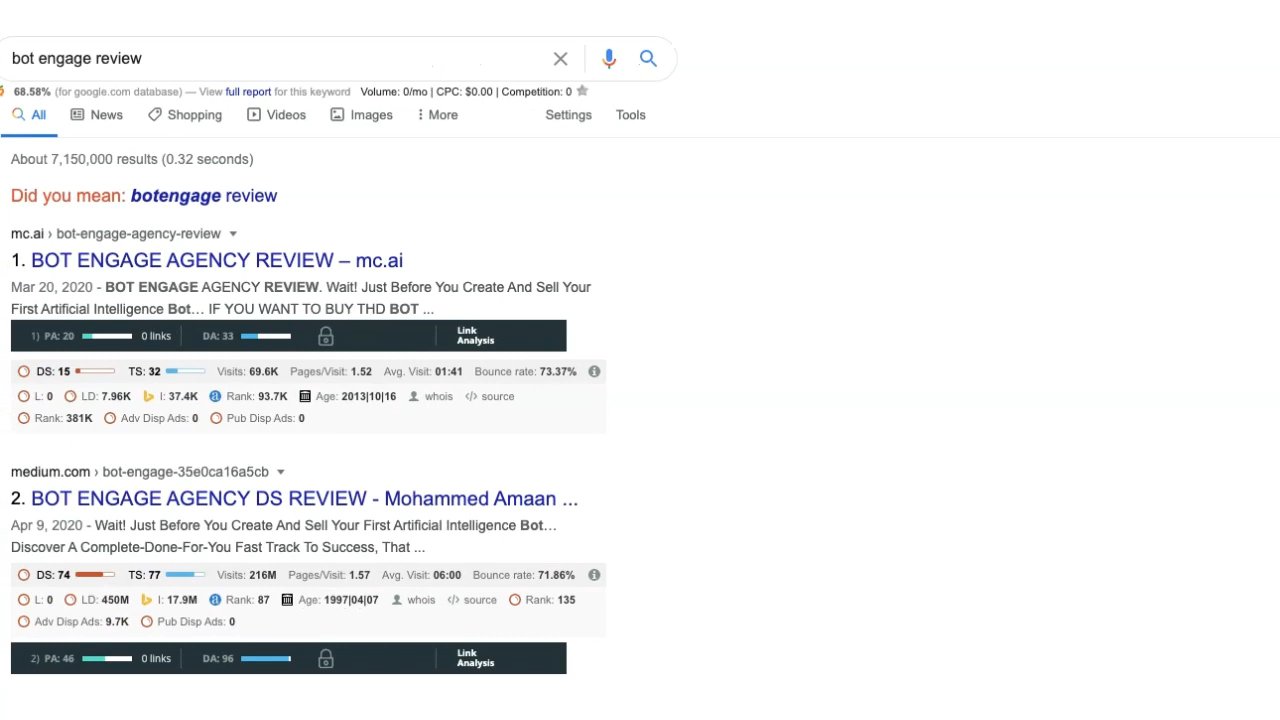 bot engage review
68.58% (for google.com database) — View full report for this keyword Volume: 0/mo | CPC: $0.00 | Competition: 0
All News Shopping Videos Images More Settings Tools
About 7,150,000 results (0.32 seconds)
Did you mean: botengage review
mc.ai › bot-engage-agency-review
1. BOT ENGAGE AGENCY REVIEW – mc.ai
Mar 20, 2020 - BOT ENGAGE AGENCY REVIEW. Wait! Just Before You Create And Sell Your
First Artificial Intelligence Bot… IF YOU WANT TO BUY THD BOT ...
1) PA: 20 0 links DA: 33 Link
Analysis
DS: 15 TS: 32 Visits: 69.6K Pages/Visit: 1.52 Avg. Visit: 01:41 Bounce rate: 73.37%
L: 0 LD: 7.96K I: 37.4K Rank: 93.7K Age: 2013|10|16 whois </> source
Rank: 381K Adv Disp Ads: 0 Pub Disp Ads: 0
medium.com › bot-engage-35e0ca16a5cb
2. BOT ENGAGE AGENCY DS REVIEW - Mohammed Amaan ...
Apr 9, 2020 - Wait! Just Before You Create And Sell Your First Artificial Intelligence Bot…
Discover A Complete-Done-For-You Fast Track To Success, That ...
DS: 74 TS: 77 Visits: 216M Pages/Visit: 1.57 Avg. Visit: 06:00 Bounce rate: 71.86%
L: 0 LD: 450M I: 17.9M Rank: 87 Age: 1997|04|07 whois </> source Rank: 135
Adv Disp Ads: 9.7K Pub Disp Ads: 0
2) PA: 46 0 links DA: 96 Link
Analysis